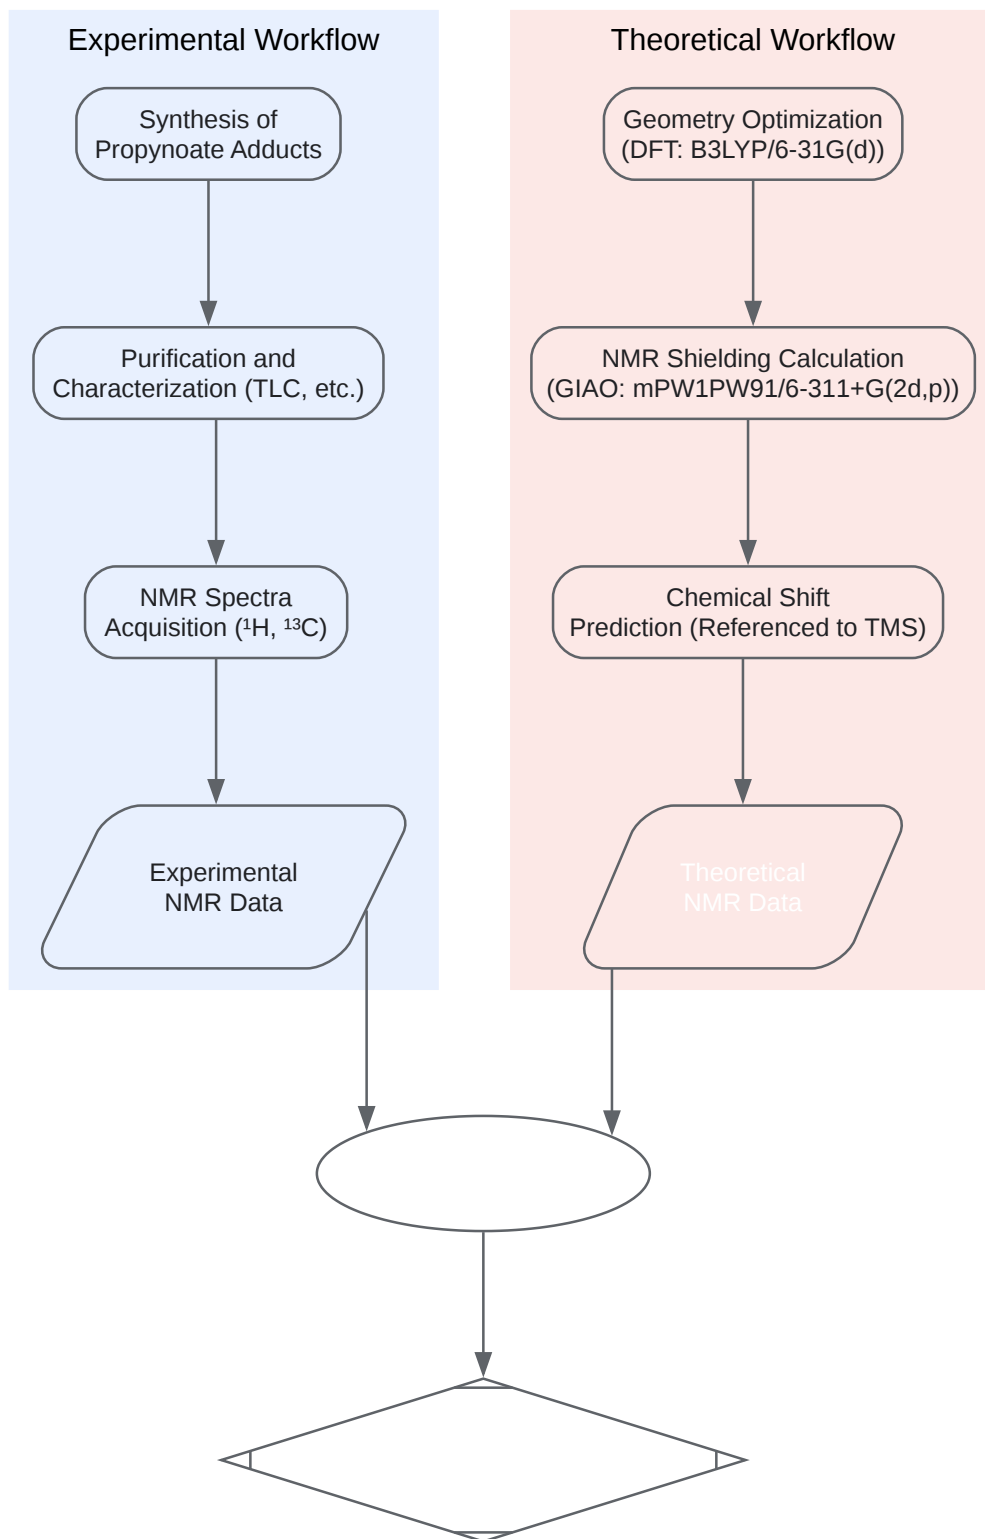 Experimental Workflow
Synthesis of
Propynoate Adducts
Purification and
Characterization (TLC, etc.)
NMR Spectra
Acquisition (¹H, ¹³C)
Experimental
NMR Data
Theoretical Workflow
Geometry Optimization
(DFT: B3LYP/6-31G(d))
NMR Shielding Calculation
(GIAO: mPW1PW91/6-311+G(2d,p))
Chemical Shift
Prediction (Referenced to TMS)
Theoretical
NMR Data